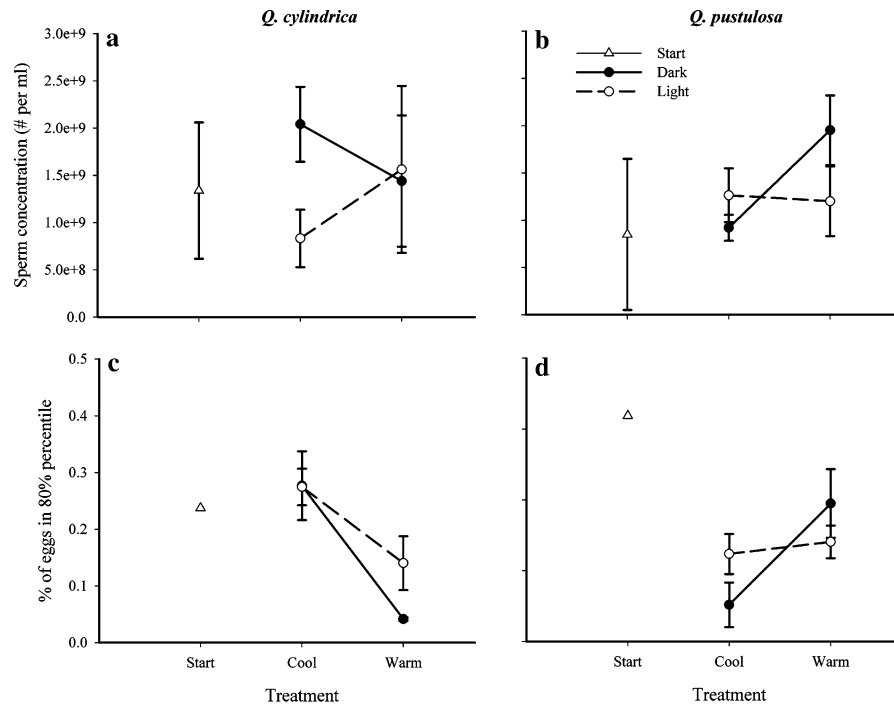 Q. cylindrica
Q. pustulosa
a
b
3.0e+9
2.5e+9
2.0e+9
1.5e+9
1.0e+9
5.0e+8
0.0
Sperm concentration (# per ml)
Start
Dark
Light
c
d
0.5
0.4
0.3
0.2
0.1
0.0
% of eggs in 80% percentile
Start
Cool
Warm
Start
Cool
Warm
Treatment
Treatment